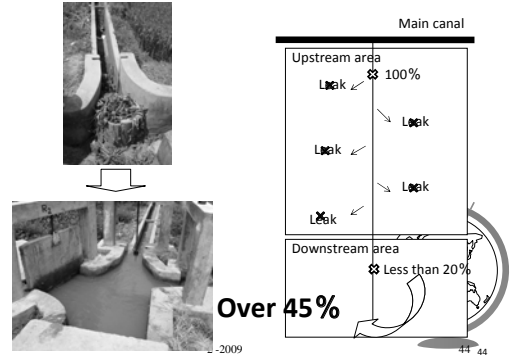 Main canal
Upstream area
100%
Leak
Leak
Leak
Leak
Leak
Downstream area
Less than 20%
Over 45%
-2009
44
44